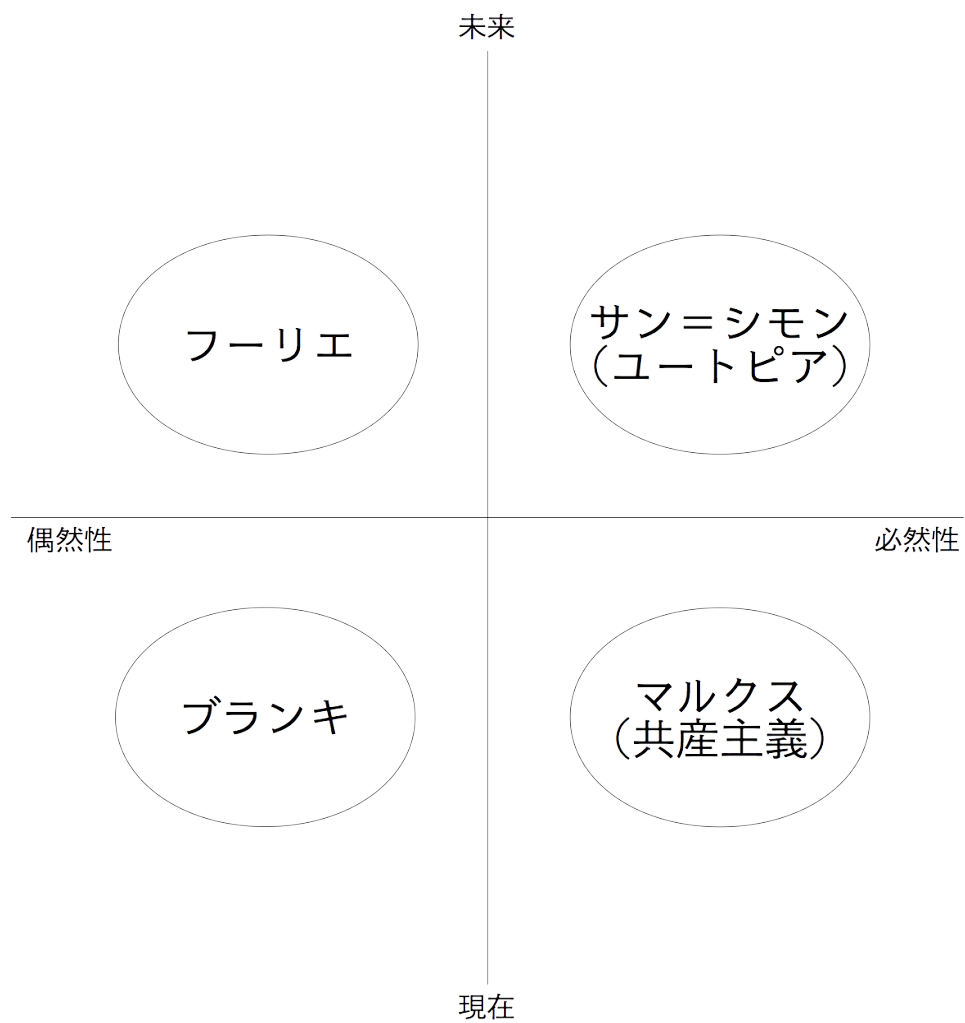 未来
フーリエ
サン＝シモン
（ユートピア）
偶然性
必然性
ブランキ
マルクス
（共産主義）
現在